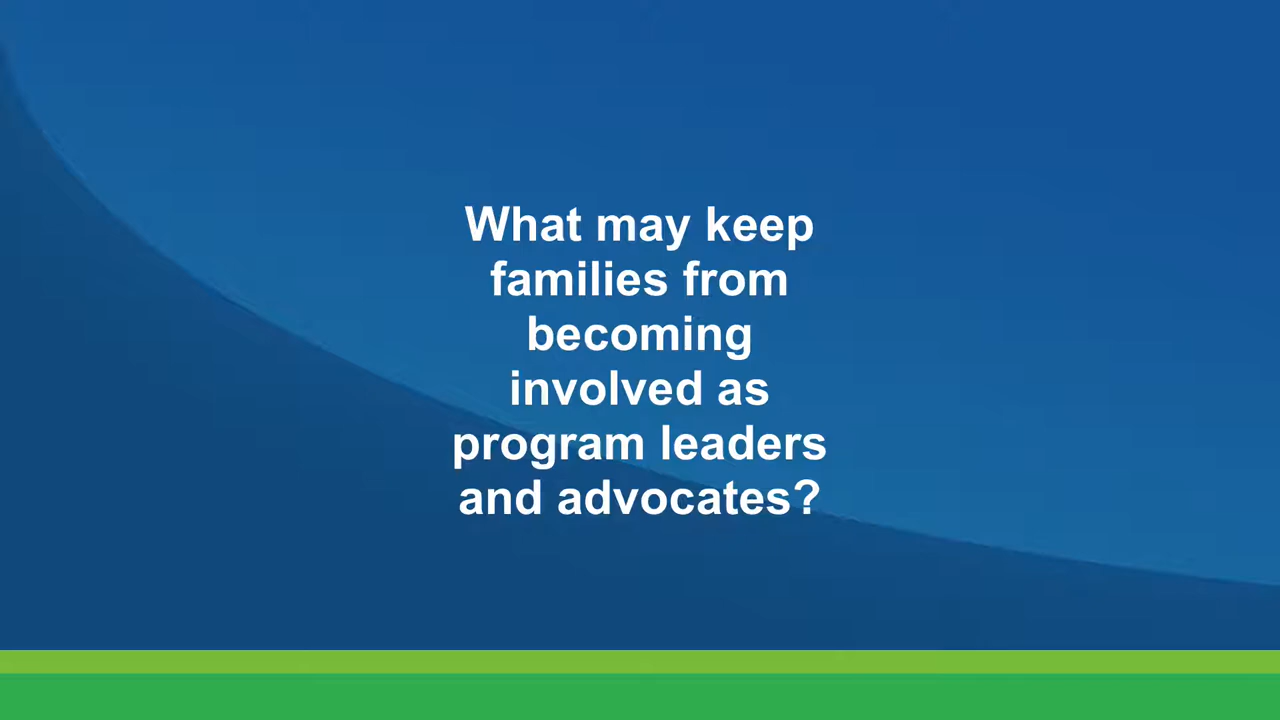 What may keep
families from
becoming
involved as
program leaders
and advocates?